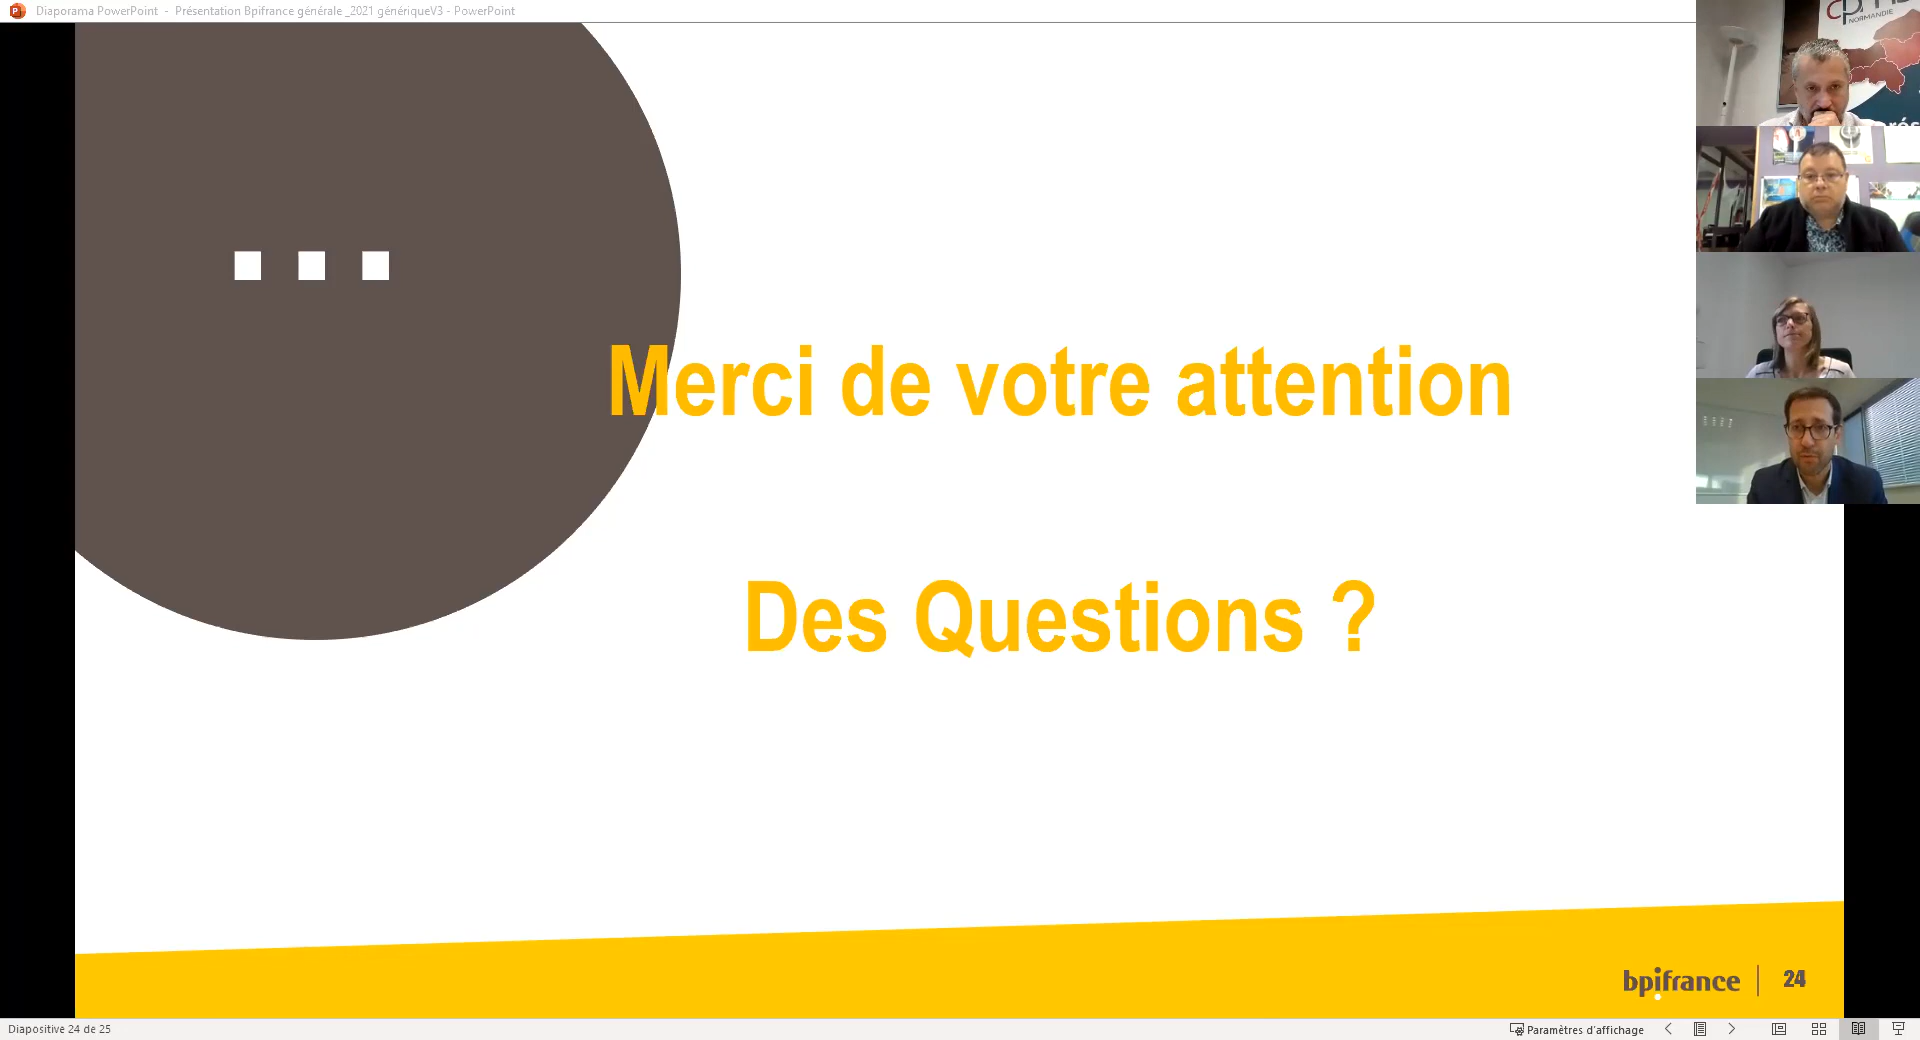 Diaporama PowerPoint - Présentation Bpifrance générale _2021 génériqueV3 - PowerPoint
NORMANDIE
Merci de votre attention
Des Questions ?
bpifrance
24
Diapositive 24 de 25
Paramètres d'affichage